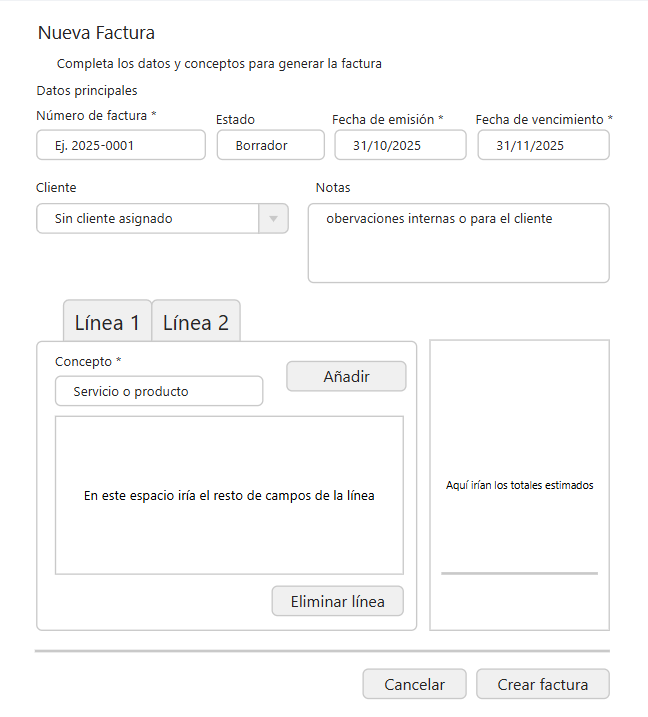 Nueva Factura
Completa los datos y conceptos para generar la factura
Datos principales
Número de factura *
Estado
Fecha de emisión *
Fecha de vencimiento *
Ej. 2025-0001
Borrador
31/10/2025
31/11/2025
Cliente
Notas
Sin cliente asignado
obervaciones internas o para el cliente
Línea 1
Línea 2
Concepto *
Añadir
Servicio o producto
En este espacio iría el resto de campos de la línea
Aquí irían los totales estimados
Eliminar línea
Cancelar
Crear factura